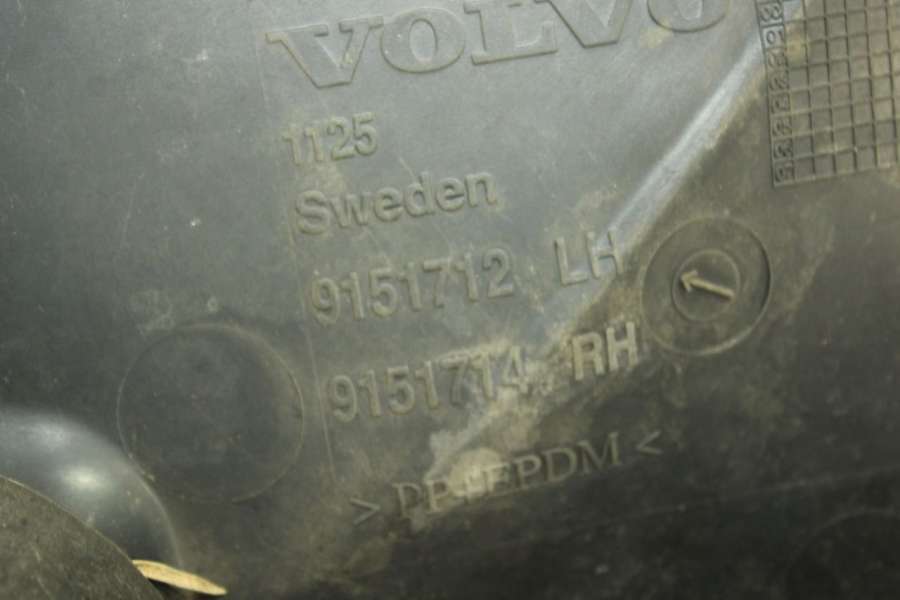 VOLVO
1125
Sweden
9151712 LH
9151714 RH
> PP+EPDM <